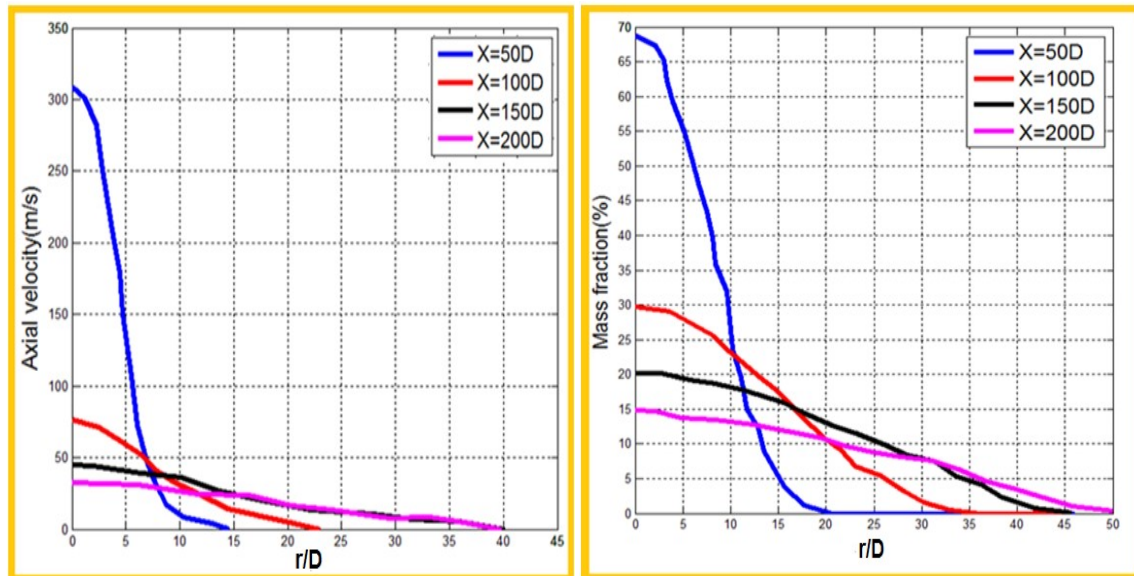 350
300
250
200
150
100
50
0
Axial velocity(m/s)
X=50D
X=100D
X=150D
X=200D
0 5 10 15 20 25 30 35 40 45
r/D
70
65
60
55
50
45
40
35
30
25
20
15
10
5
0
Mass fraction(%)
X=50D
X=100D
X=150D
X=200D
0 5 10 15 20 25 30 35 40 45 50
r/D